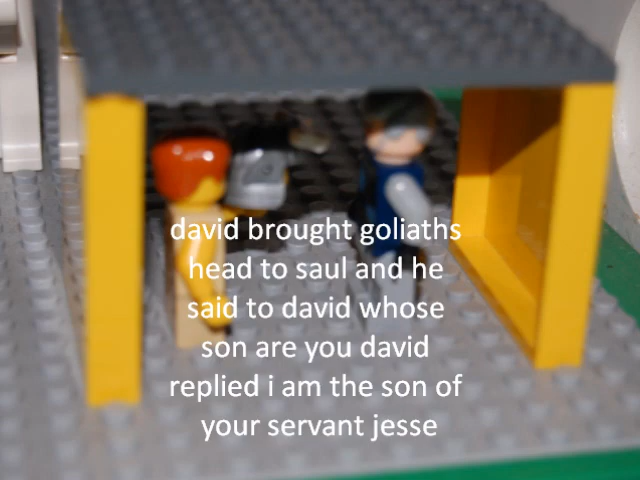 david brought goliaths
head to saul and he
said to david whose
son are you david
replied i am the son of
your servant jesse